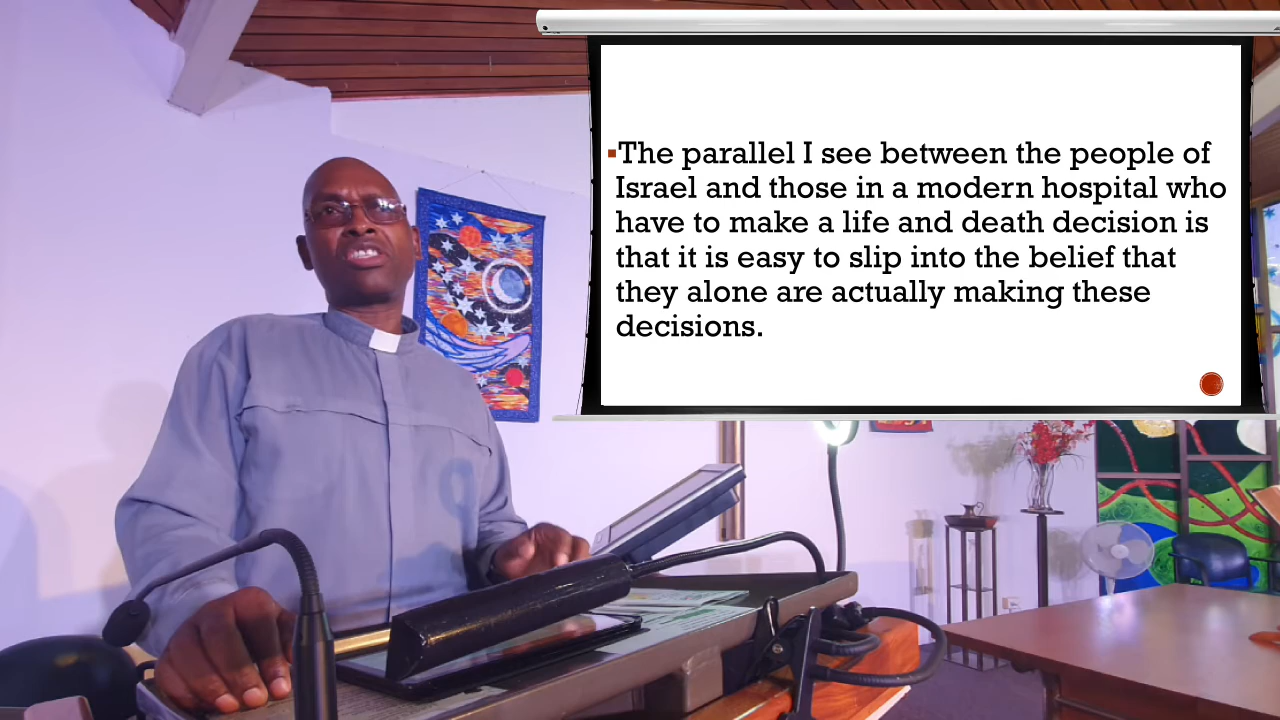 The parallel I see between the people of
Israel and those in a modern hospital who
have to make a life and death decision is
that it is easy to slip into the belief that
they alone are actually making these
decisions.